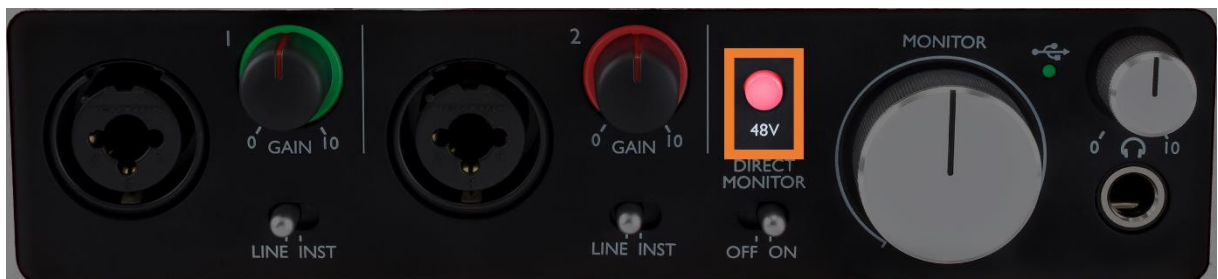 1
2
MONITOR
48V
0 GAIN 10
0 GAIN 10
DIRECT
MONITOR
0 10
LINE INST
LINE INST
OFF ON